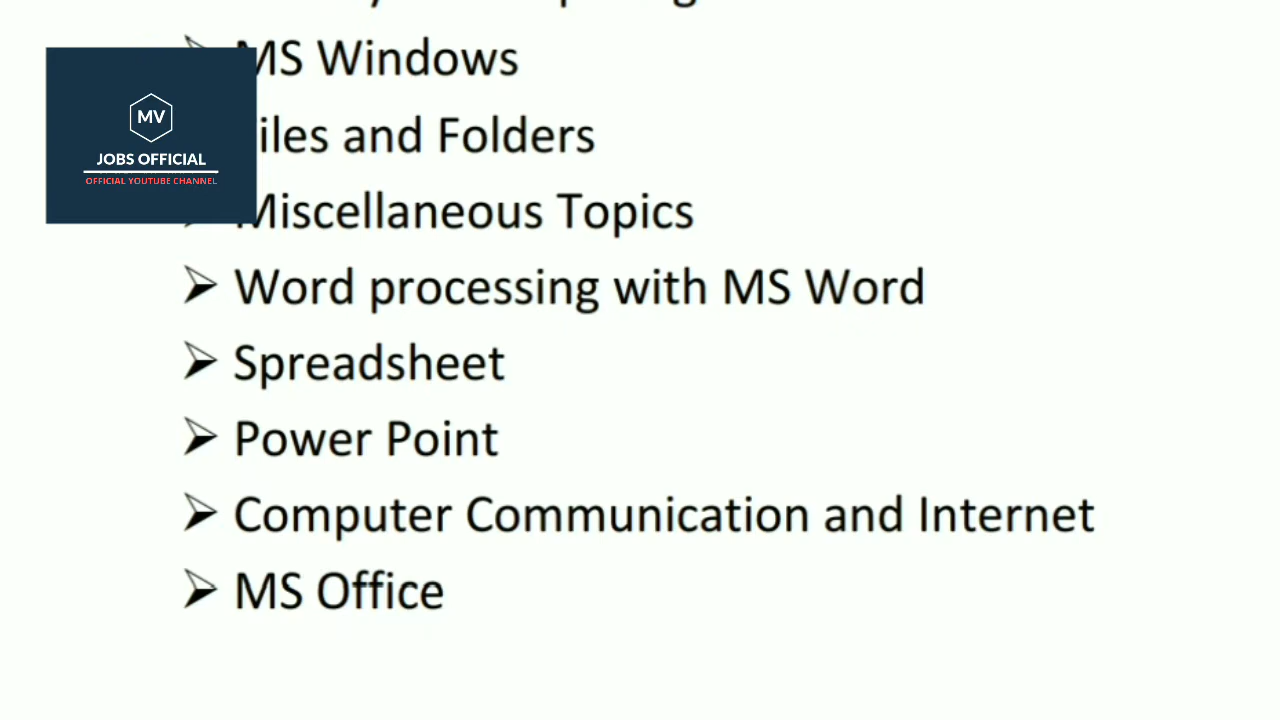 MS Windows
iles and Folders
Miscellaneous Topics
Word processing with MS Word
Spreadsheet
Power Point
Computer Communication and Internet
MS Office
MV
JOBS OFFICIAL
OFFICIAL YOUTUBE CHANNEL